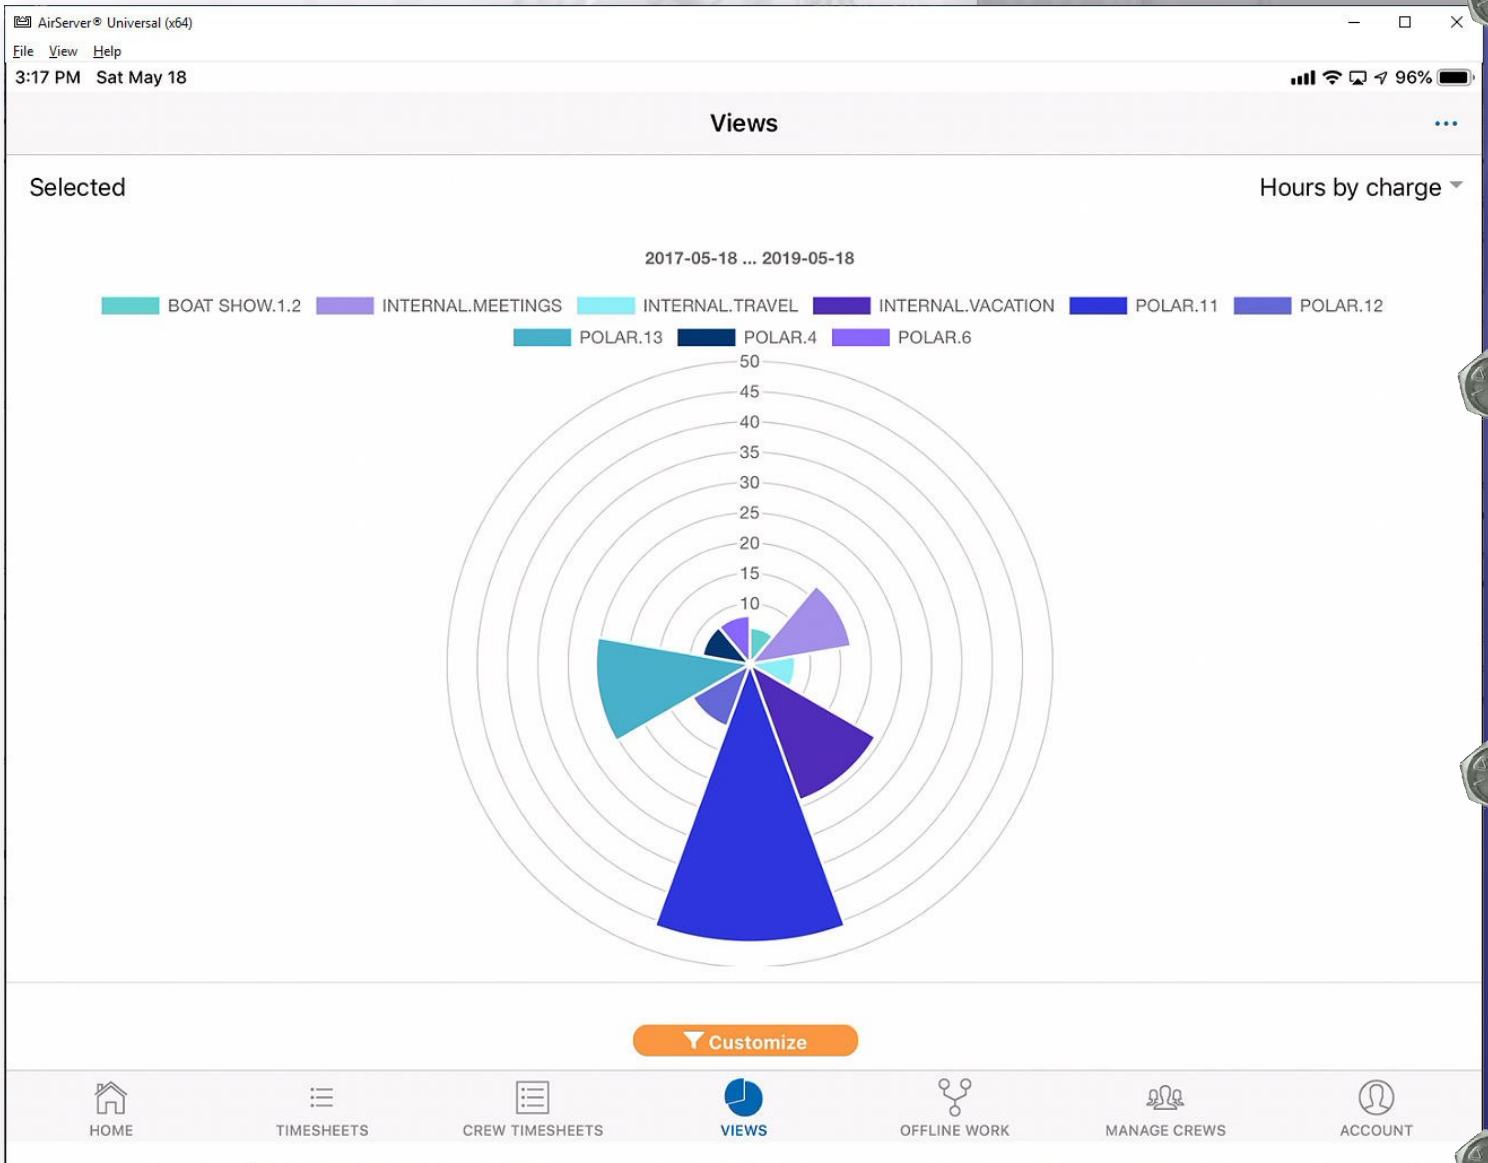 AirServer® Universal (x64)
File View Help
3:17 PM Sat May 18 96%
Views
Selected Hours by charge
2017-05-18 ... 2019-05-18
BOAT SHOW.1.2 INTERNAL.MEETINGS INTERNAL.TRAVEL INTERNAL.VACATION POLAR.11 POLAR.12
POLAR.13 POLAR.4 POLAR.6
50
45
40
35
30
25
20
15
10
Customize
HOME TIMESHEETS CREW TIMESHEETS VIEWS OFFLINE WORK MANAGE CREWS ACCOUNT